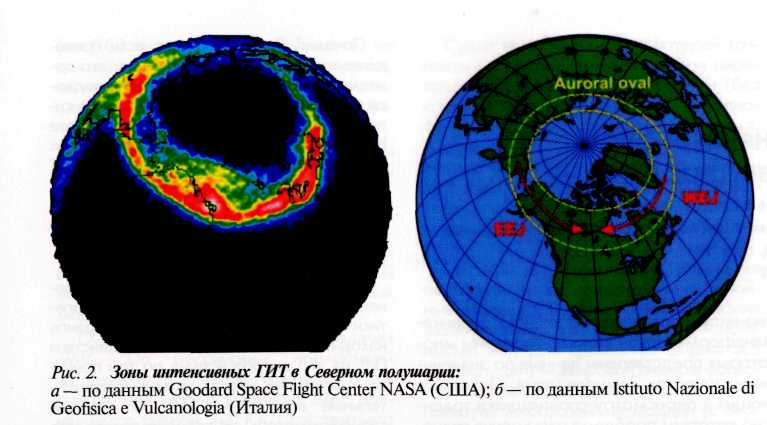 Auroral oval
WEJ
EEJ
Рис. 2. Зоны интенсивных ГИТ в Северном полушарии:
а — по данным Goodard Space Flight Center NASA (США); б — по данным Istituto Nazionale di
Geofisica e Vulcanologia (Италия)